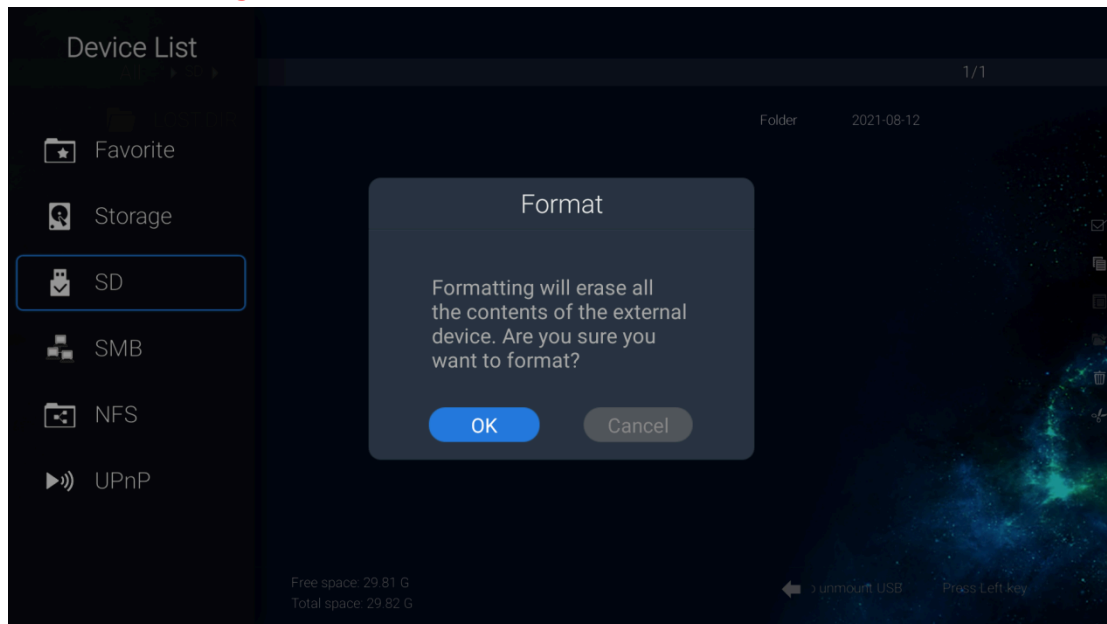 Device List
1/1
Folder 2021-08-12
Favorite
Storage
SD
SMB
NFS
UPnP
Format
Formatting will erase all
the contents of the external
device. Are you sure you
want to format?
OK Cancel
Free space: 29.81 G
Total space: 29.82 G
unmount USB Press Left key